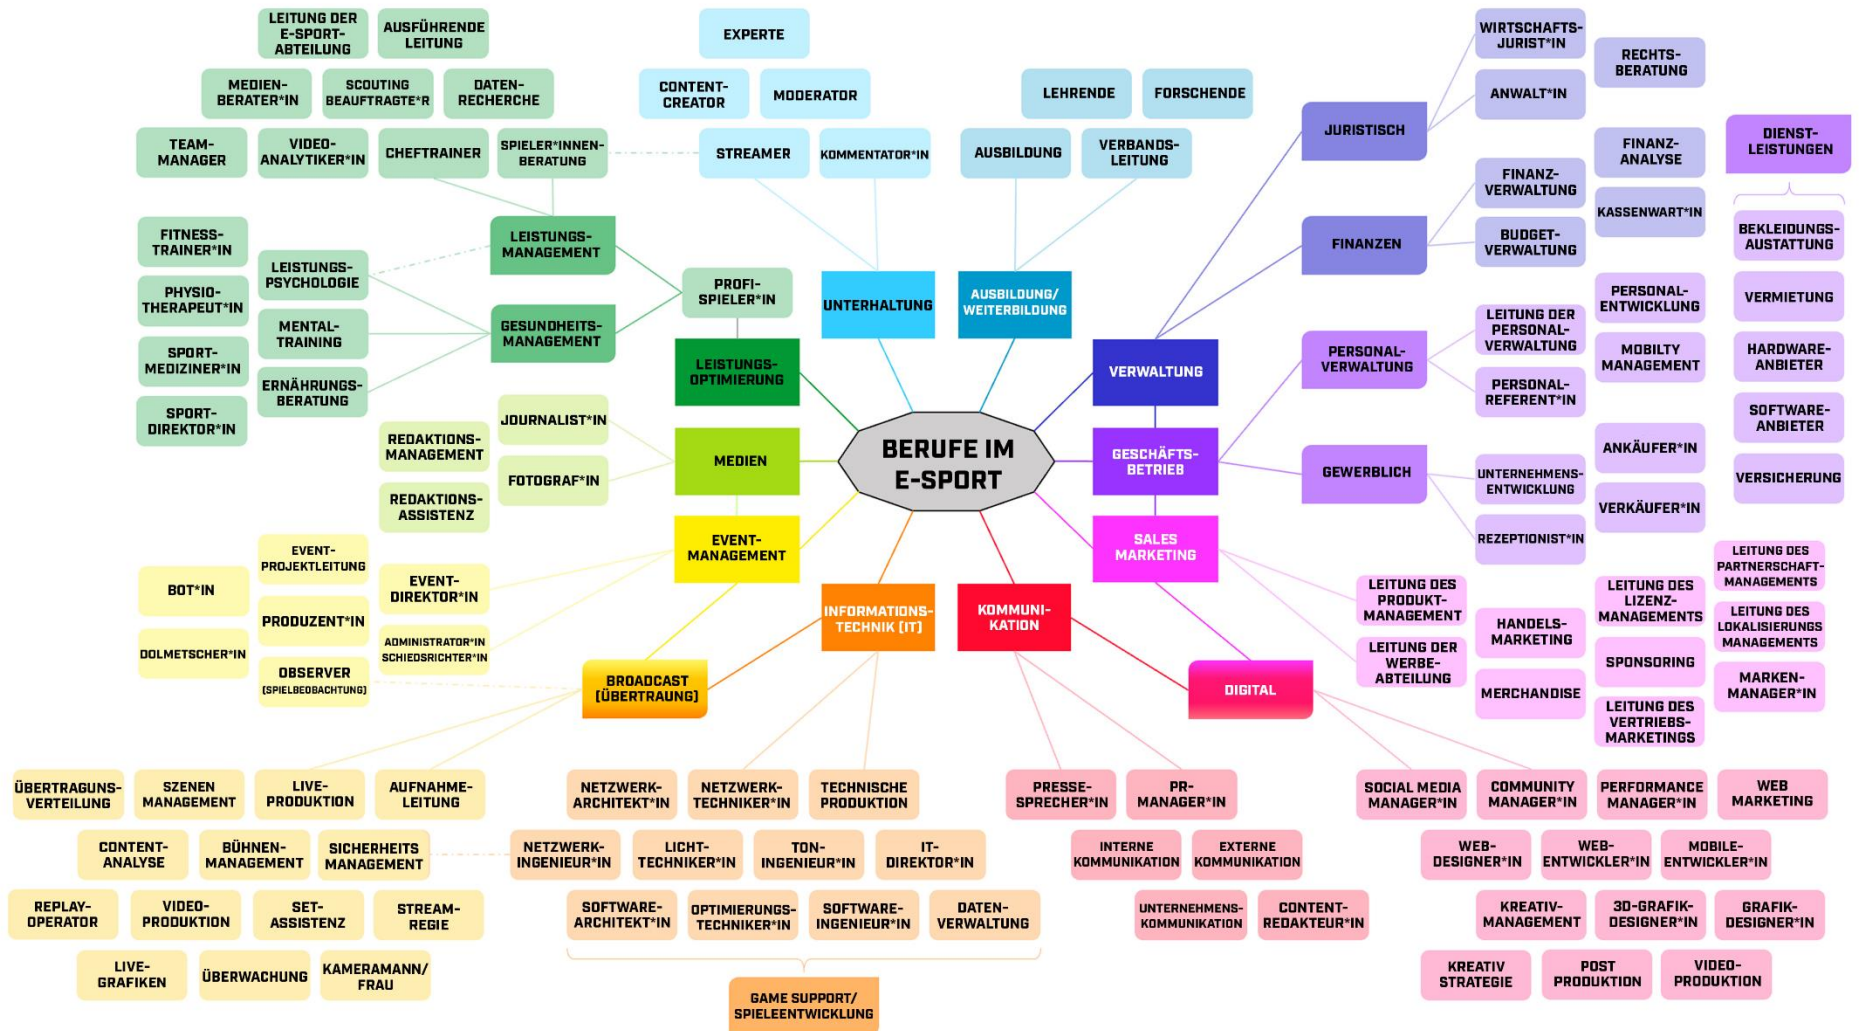 LEITUNG DER
E-SPORT-
ABTEILUNG
AUSFÜHRENDE
LEITUNG
MEDIEN-
BERATER*IN
SCOUTING
BEAUFTRAGTE*R
DATEN-
RECHERCHE
TEAM-
MANAGER
VIDEO-
ANALYTIKER*IN
CHEFTRAINER
SPIELER*INNEN-
BERATUNG
FITNESS-
TRAINER*IN
LEISTUNGS-
PSYCHOLOGIE
PHYSIO-
THERAPEUT*IN
MENTAL-
TRAINING
SPORT-
MEDIZINER*IN
ERNÄHRUNGS-
BERATUNG
SPORT-
DIREKTOR*IN
LEISTUNGS-
MANAGEMENT
GESUNDHEITS-
MANAGEMENT
PROFI-
SPIELER*IN
LEISTUNGS-
OPTIMIERUNG
EXPERTE
CONTENT-
CREATOR
MODERATOR
STREAMER
KOMMENTATOR*IN
UNTERHALTUNG
LEHRENDE
FORSCHENDE
AUSBILDUNG
VERBANDS-
LEITUNG
AUSBILDUNG/
WEITERBILDUNG
WIRTSCHAFTS-
JURIST*IN
RECHTS-
BERATUNG
ANWALT*IN
JURISTISCH
FINANZ-
ANALYSE
FINANZ-
VERWALTUNG
KASSENWART*IN
BUDGET-
VERWALTUNG
FINANZEN
VERWALTUNG
DIENST-
LEISTUNGEN
BEKLEIDUNGS-
AUSTATTUNG
VERMIETUNG
HARDWARE-
ANBIETER
SOFTWARE-
ANBIETER
VERSICHERUNG
PERSONAL-
ENTWICKLUNG
LEITUNG DER
PERSONAL-
VERWALTUNG
MOBILTY
MANAGEMENT
PERSONAL-
REFERENT*IN
PERSONAL-
VERWALTUNG
ANKÄUFER*IN
UNTERNEHMENS-
ENTWICKLUNG
VERKÄUFER*IN
REZEPTIONIST*IN
GEWERBLICH
GESCHÄFTS-
BETRIEB
BERUFE IM
E-SPORT
MEDIEN
JOURNALIST*IN
REDAKTIONS-
MANAGEMENT
FOTOGRAF*IN
REDAKTIONS-
ASSISTENZ
EVENT-
MANAGEMENT
EVENT-
PROJEKTLEITUNG
BOT*IN
EVENT-
DIREKTOR*IN
PRODUZENT*IN
DOLMETSCHER*IN
ADMINISTRATOR*IN
SCHIEDSRICHTER*IN
OBSERVER
(SPIELBEOBACHTUNG)
BROADCAST
(ÜBERTRAUNG)
INFORMATIONS-
TECHNIK (IT)
KOMMUNI-
KATION
DIGITAL
SALES
MARKETING
LEITUNG DES
PRODUKT-
MANAGEMENT
LEITUNG DER
WERBE-
ABTEILUNG
HANDELS-
MARKETING
MERCHANDISE
LEITUNG DES
LIZENZ-
MANAGEMENTS
SPONSORING
LEITUNG DES
VERTRIEBS-
MARKETINGS
LEITUNG DES
PARTNERSCHAFT-
MANAGEMENTS
LEITUNG DES
LOKALISIERUNGS
MANAGEMENTS
MARKEN-
MANAGER*IN
ÜBERTRAGUNS-
VERTEILUNG
SZENEN
MANAGEMENT
LIVE-
PRODUKTION
AUFNAHME-
LEITUNG
CONTENT-
ANALYSE
BÜHNEN-
MANAGEMENT
SICHERHEITS
MANAGEMENT
REPLAY-
OPERATOR
VIDEO-
PRODUKTION
SET-
ASSISTENZ
STREAM-
REGIE
LIVE-
GRAFIKEN
ÜBERWACHUNG
KAMERAMANN/
FRAU
NETZWERK-
ARCHITEKT*IN
NETZWERK-
TECHNIKER*IN
TECHNISCHE
PRODUKTION
NETZWERK-
INGENIEUR*IN
LICHT-
TECHNIKER*IN
TON-
INGENIEUR*IN
IT-
DIREKTOR*IN
SOFTWARE-
ARCHITEKT*IN
OPTIMIERUNGS-
TECHNIKER*IN
SOFTWARE-
INGENIEUR*IN
DATEN-
VERWALTUNG
GAME SUPPORT/
SPIELEENTWICKLUNG
PRESSE-
SPRECHER*IN
PR-
MANAGER*IN
INTERNE
KOMMUNIKATION
EXTERNE
KOMMUNIKATION
UNTERNEHMENS-
KOMMUNIKATION
CONTENT-
REDAKTEUR*IN
SOCIAL MEDIA
MANAGER*IN
COMMUNITY
MANAGER*IN
PERFORMANCE
MANAGER*IN
WEB
MARKETING
WEB-
DESIGNER*IN
WEB-
ENTWICKLER*IN
MOBILE-
ENTWICKLER*IN
KREATIV-
MANAGEMENT
3D-GRAFIK-
DESIGNER*IN
GRAFIK-
DESIGNER*IN
KREATIV
STRATEGIE
POST
PRODUKTION
VIDEO-
PRODUKTION